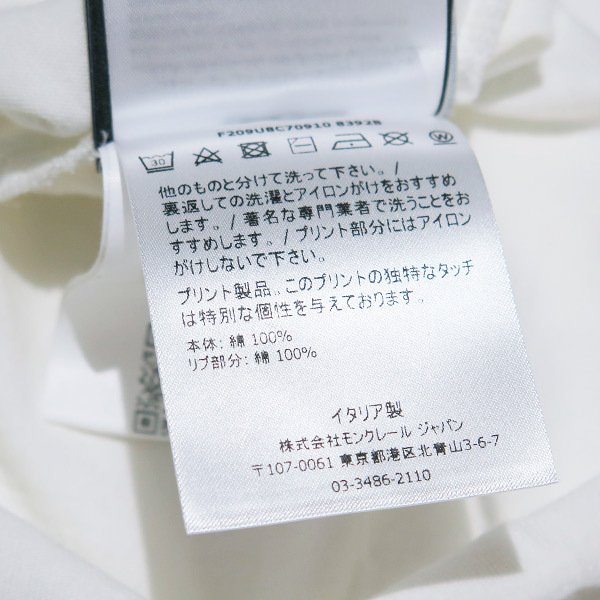 F209U8C70910 83928
30
他のものと分けて洗って下さい。/
裏返しての洗濯とアイロンがけをおすすめ
します。/ 著名な専門業者で洗うことをお
すすめします。/ プリント部分にはアイロン
がけしないで下さい。
プリント製品。このプリントの独特なタッチ
は特別な個性を与えております。
本体: 綿 100%
リブ部分: 綿 100%
イタリア製
株式会社モンクレール ジャパン
〒107-0061 東京都港区北青山3-6-7
03-3486-2110